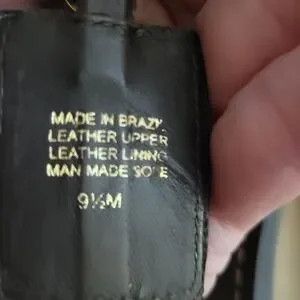 MADE IN BRAZIL
LEATHER UPPER
LEATHER LINING
MAN MADE SOLE
9½M